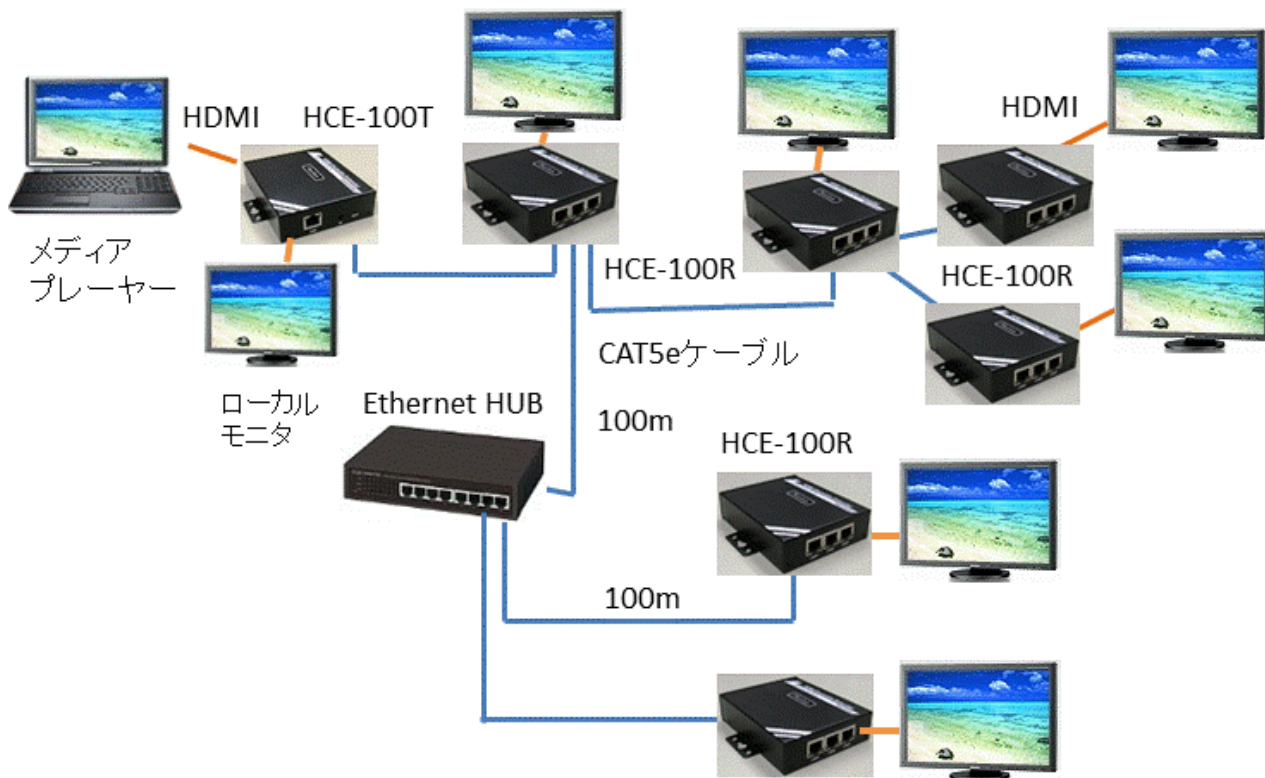 HDMI
HCE-100T
HDMI
メディア
プレーヤー
HCE-100R
HCE-100R
CAT5eケーブル
ローカル
モニタ
Ethernet HUB
100m
HCE-100R
100m